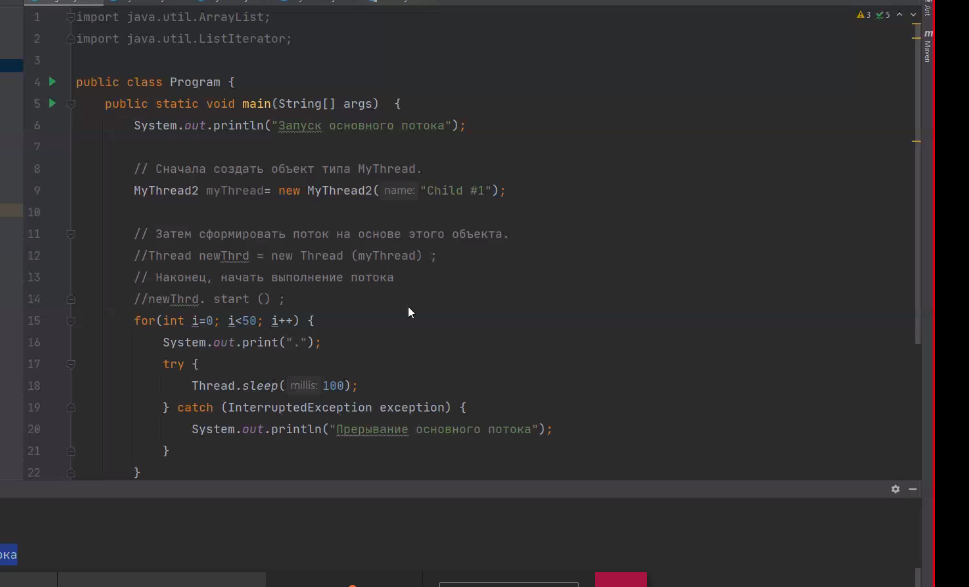 1 import java.util.ArrayList;
2 import java.util.ListIterator;
3
4 public class Program {
5 public static void main(String[] args) {
6 System.out.println("Запуск основного потока");
7
8 // Сначала создать объект типа MyThread.
9 MyThread2 myThread= new MyThread2( name: "Child #1");
10
11 // Затем сформировать поток на основе этого объекта.
12 //Thread newThrd = new Thread (myThread) ;
13 // Наконец, начать выполнение потока
14 //newThrd. start () ;
15 for(int i=0; i<50; i++) {
16 System.out.print(".");
17 try {
18 Thread.sleep( millis: 100);
19 } catch (InterruptedException exception) {
20 System.out.println("Прерывание основного потока");
21 }
22 }
3 5
Ant
m Maven
ока